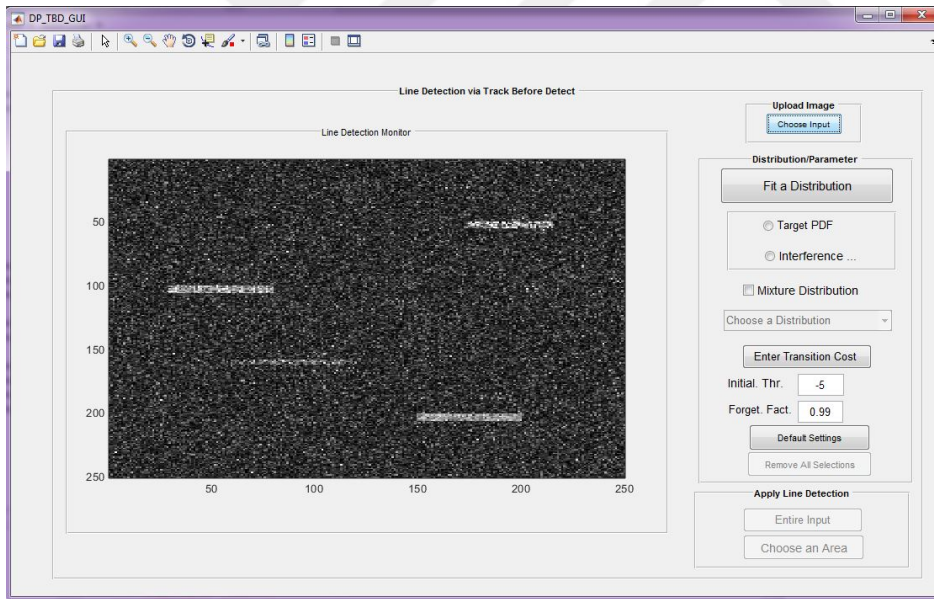 DP_TBD_GUI
Line Detection via Track Before Detect
Line Detection Monitor
50
100
150
200
250
50
100
150
200
250
Upload Image
Choose Input
Distribution/Parameter
Fit a Distribution
Target PDF
Interference ...
Mixture Distribution
Choose a Distribution
Enter Transition Cost
Initial. Thr.
-5
Forget. Fact.
0.99
Default Settings
Remove All Selections
Apply Line Detection
Entire Input
Choose an Area